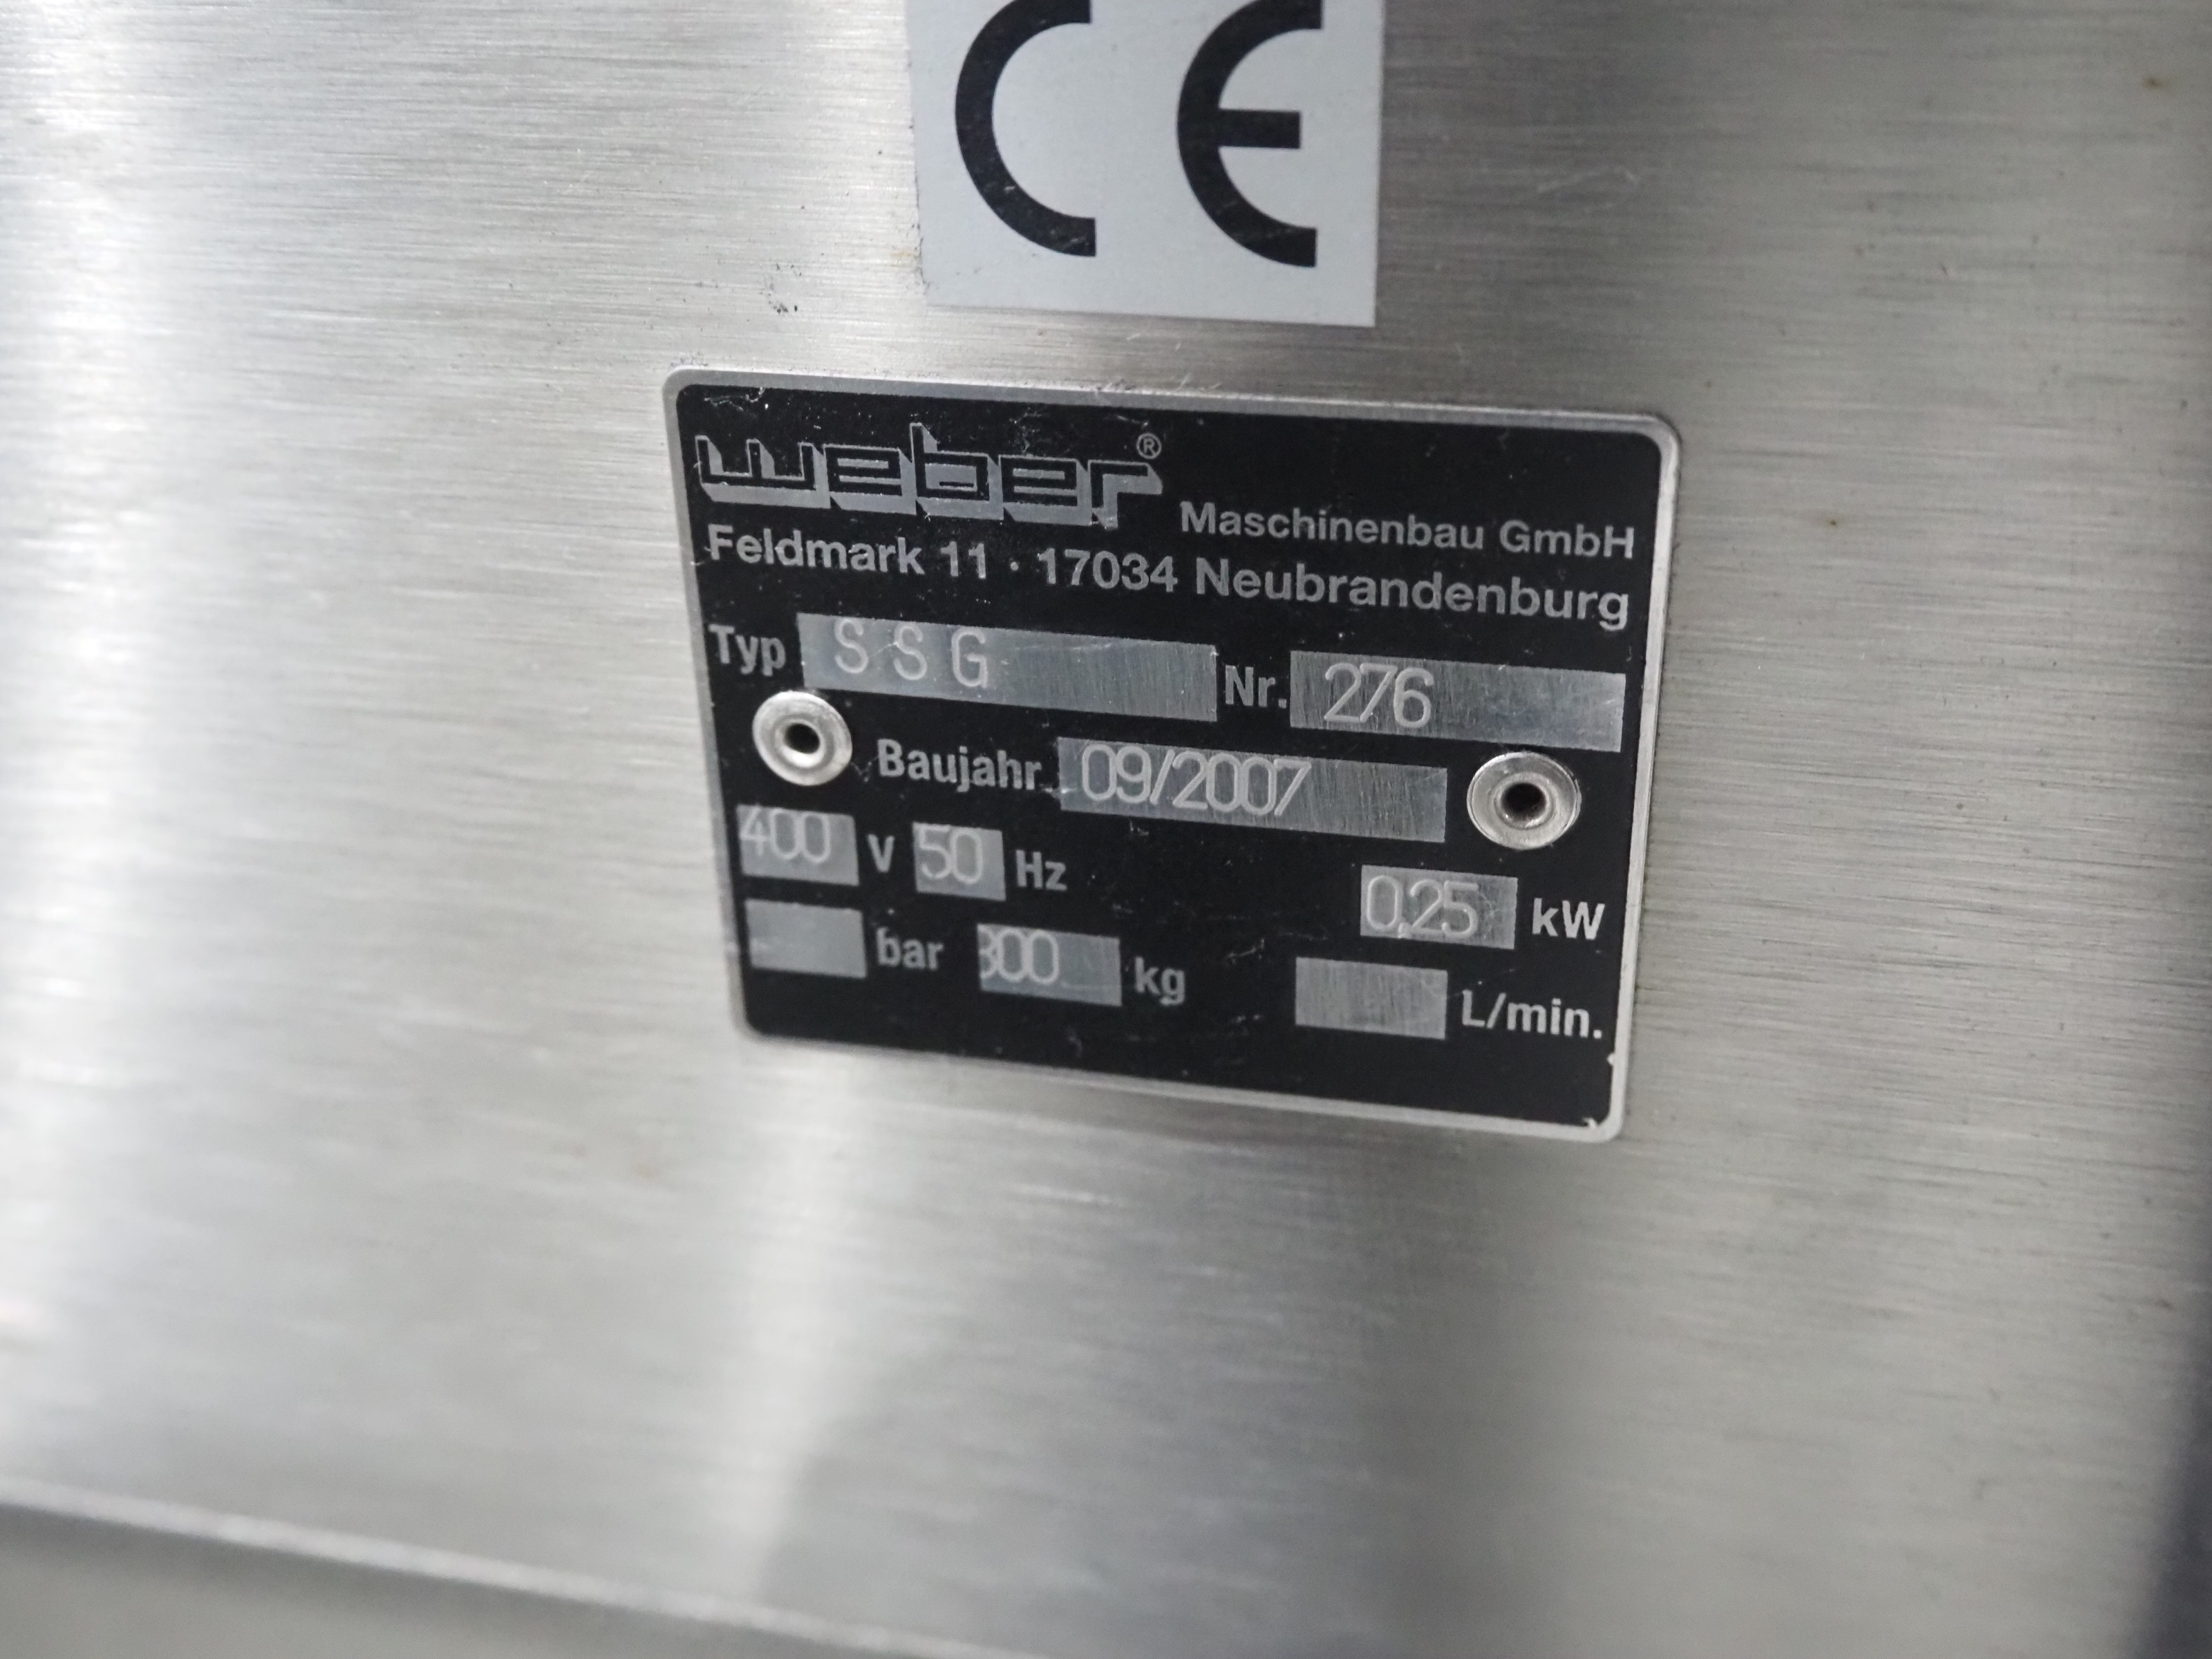 CE
weber® Maschinenbau GmbH
Feldmark 11 · 17034 Neubrandenburg
Typ SSG Nr. 276
Baujahr 09/2007
400 V 50 Hz 0,25 kW
bar kg L/min.